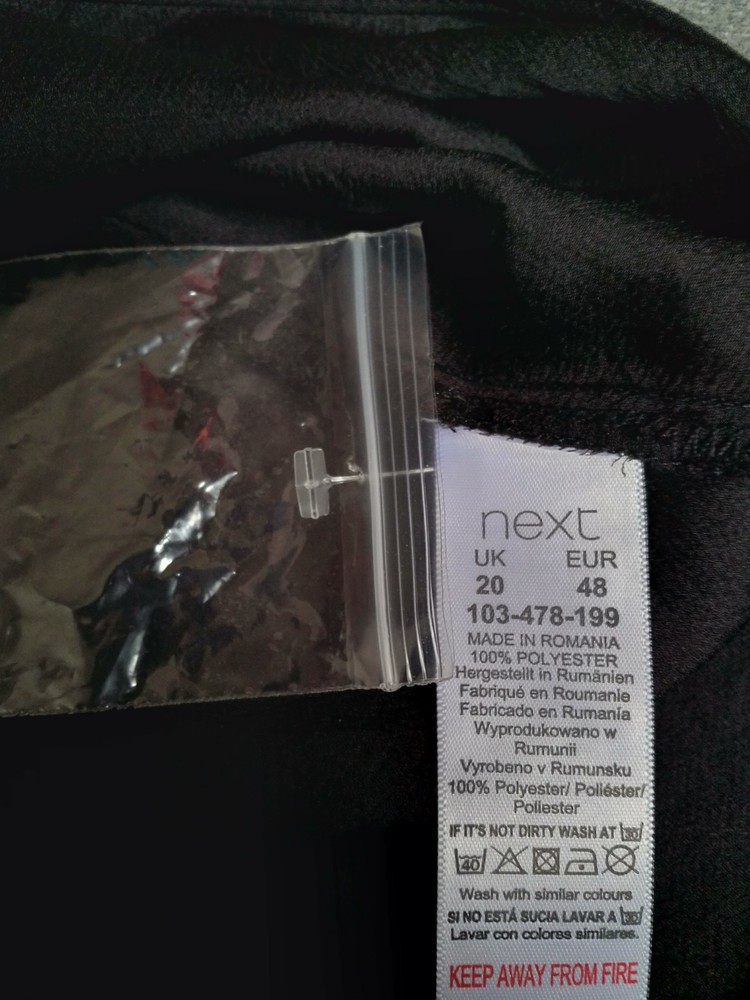 next
UK EUR
20 48
103-478-199
MADE IN ROMANIA
100% POLYESTER
Hergestellt in Rumänien
Fabriqué en Roumanie
Fabricado en Rumanía
Wyprodukowano w
Rumunii
Vyrobeno v Rumunsku
100% Polyester/ Poliéster/
Poliester
IF IT'S NOT DIRTY WASH AT 30
40
Wash with similar colours
SI NO ESTÁ SUCIA LAVAR A 30
Lavar con colores similares.
KEEP AWAY FROM FIRE